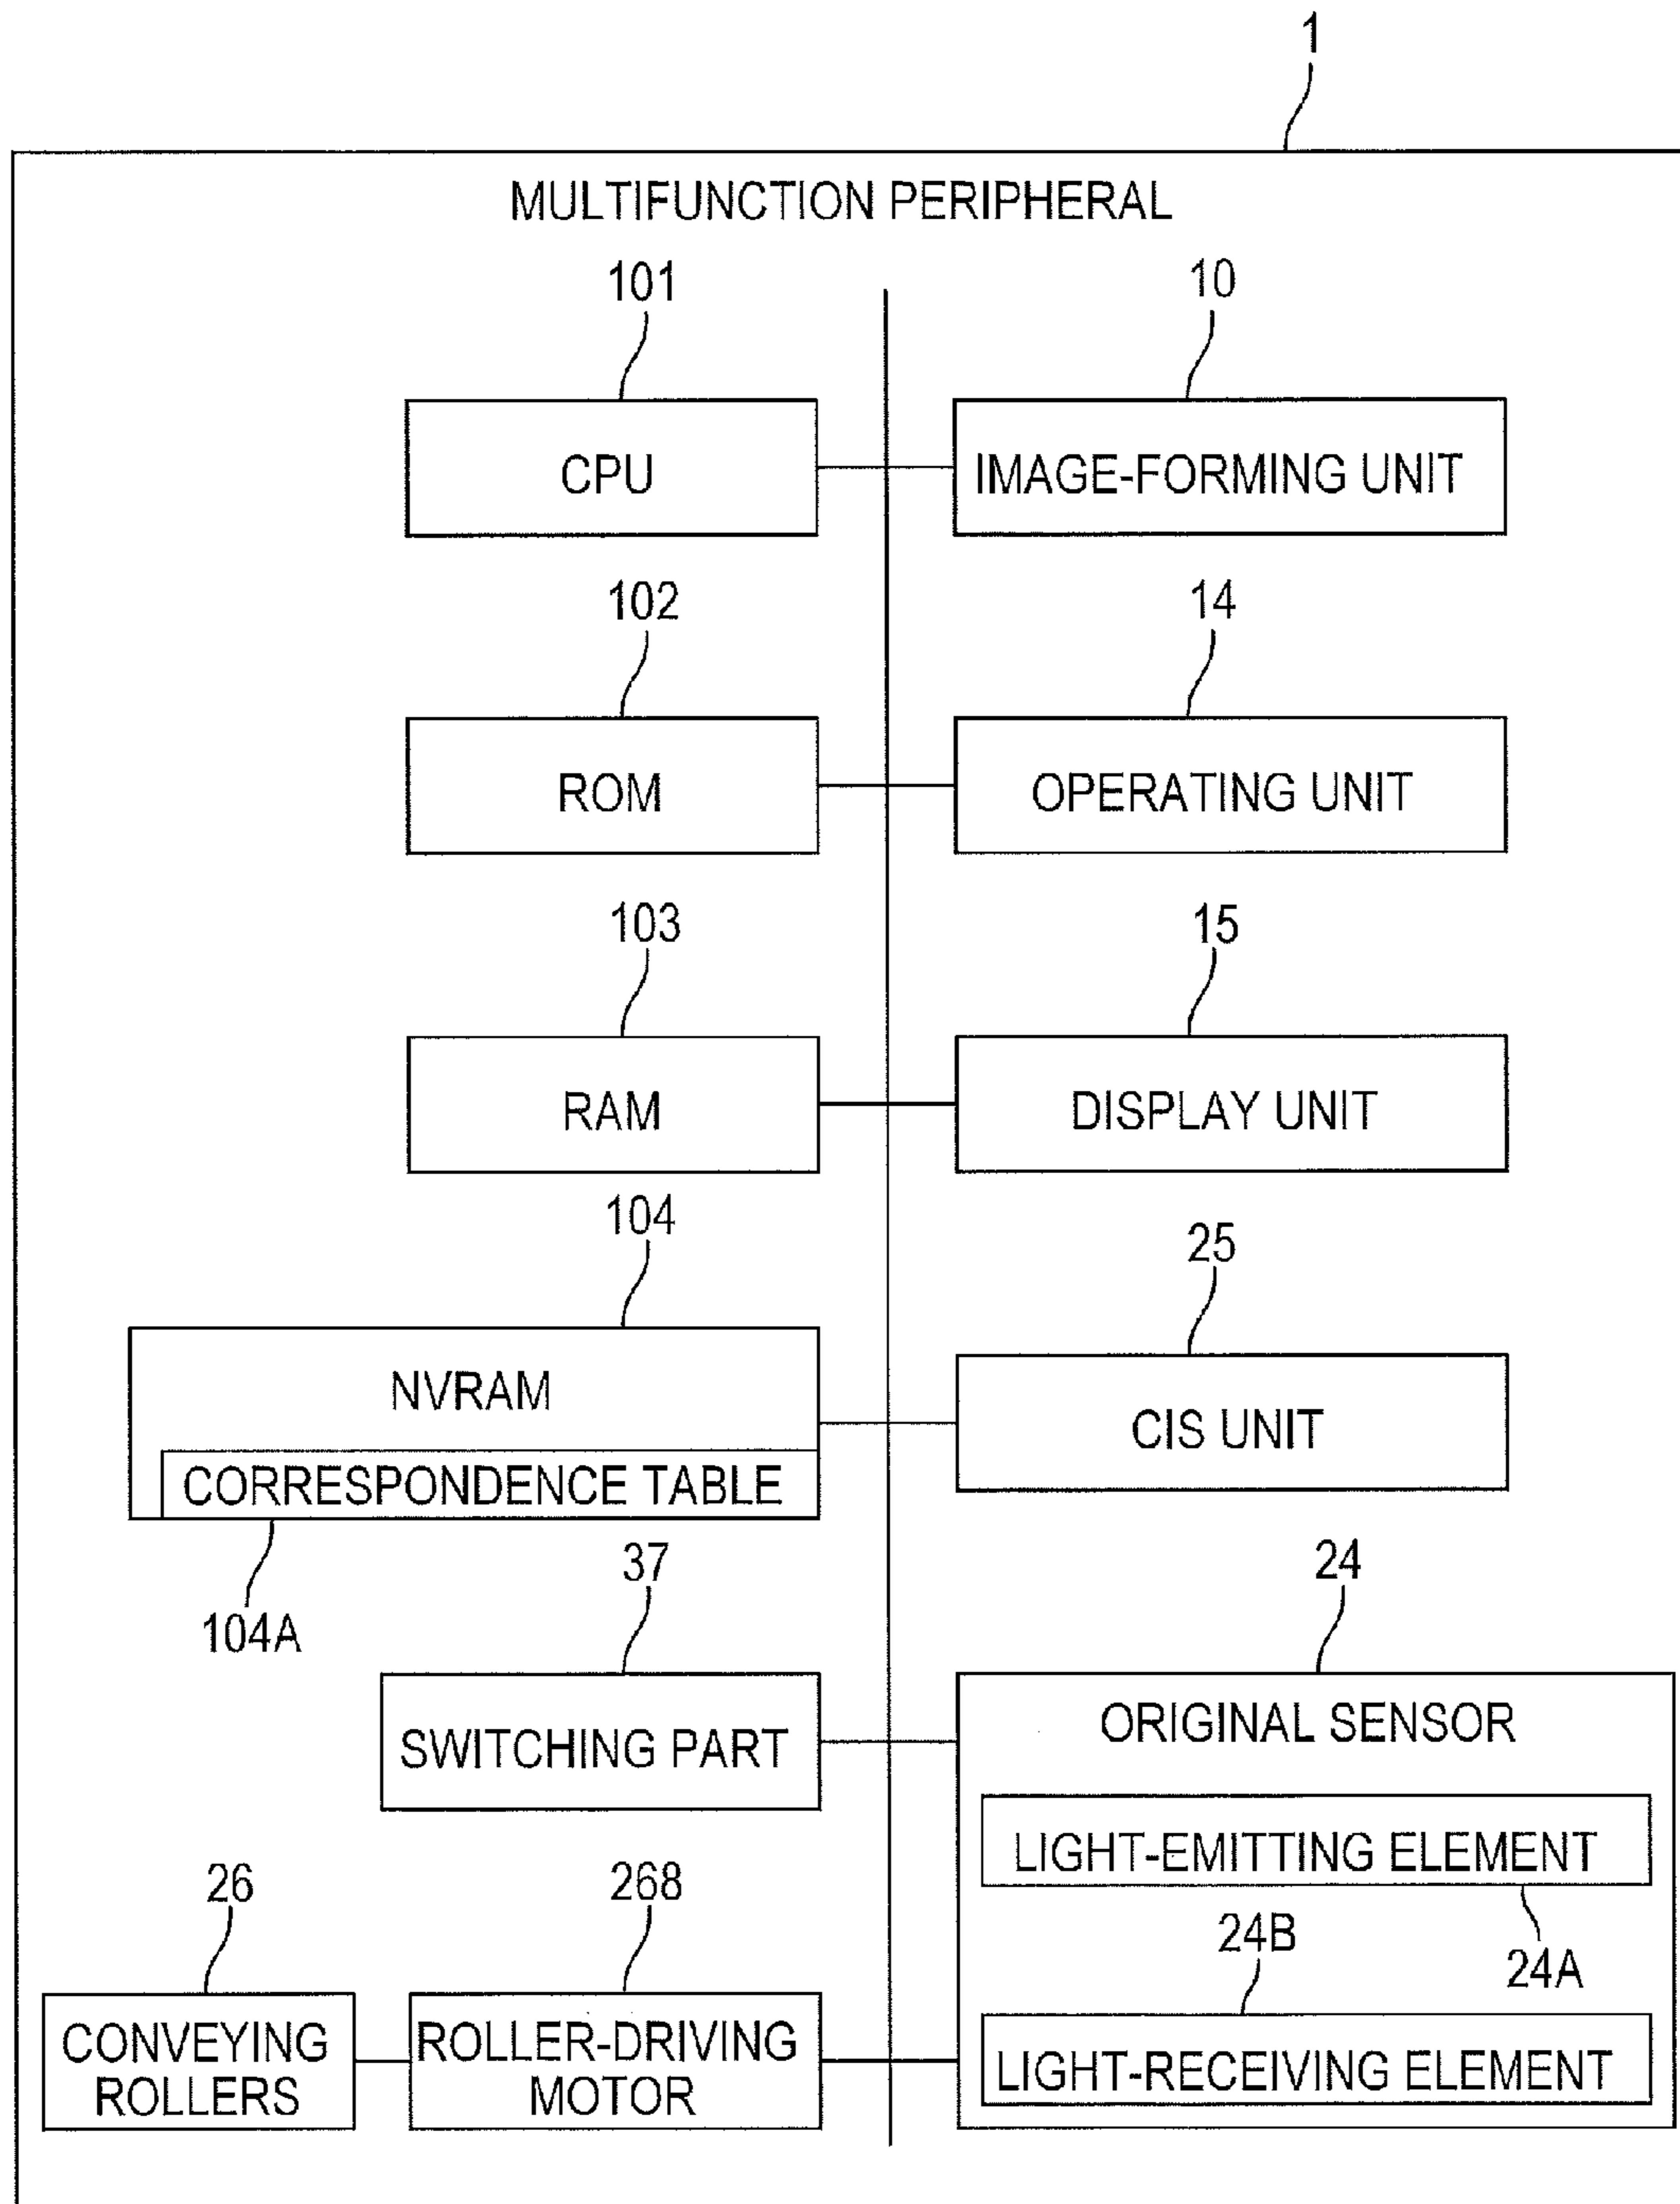 1
MULTIFUNCTION PERIPHERAL
101
10
CPU
IMAGE-FORMING UNIT
102
14
ROM
OPERATING UNIT
103
15
RAM
DISPLAY UNIT
104
25
NVRAM
CIS UNIT
CORRESPONDENCE TABLE
104A
37
24
SWITCHING PART
ORIGINAL SENSOR
LIGHT-EMITTING ELEMENT
24A
26
268
24B
CONVEYING
ROLLERS
ROLLER-DRIVING
MOTOR
LIGHT-RECEIVING ELEMENT